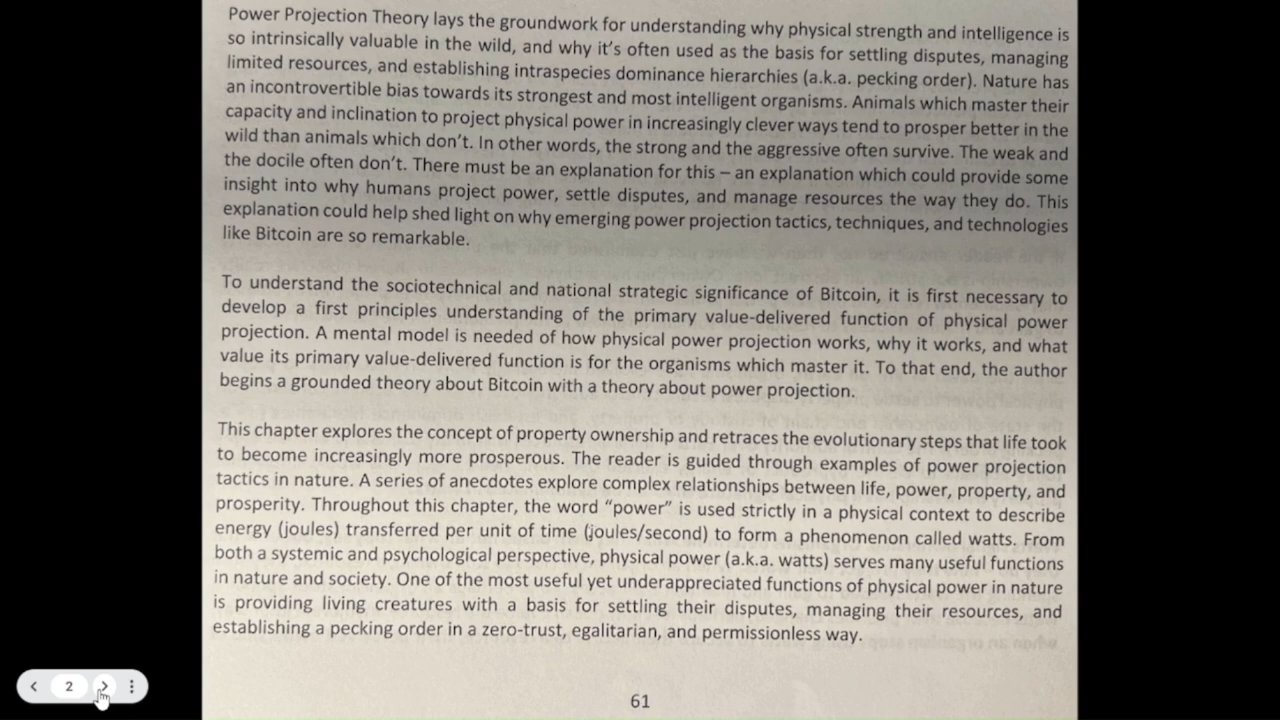 Power Projection Theory lays the groundwork for understanding why physical strength and intelligence is
so intrinsically valuable in the wild, and why it's often used as the basis for settling disputes, managing
limited resources, and establishing intraspecies dominance hierarchies (a.k.a. pecking order). Nature has
an incontrovertible bias towards its strongest and most intelligent organisms. Animals which master their
capacity and inclination to project physical power in increasingly clever ways tend to prosper better in the
wild than animals which don't. In other words, the strong and the aggressive often survive. The weak and
the docile often don't. There must be an explanation for this – an explanation which could provide some
insight into why humans project power, settle disputes, and manage resources the way they do. This
explanation could help shed light on why emerging power projection tactics, techniques, and technologies
like Bitcoin are so remarkable.
To understand the sociotechnical and national strategic significance of Bitcoin, it is first necessary to
develop a first principles understanding of the primary value-delivered function of physical power
projection. A mental model is needed of how physical power projection works, why it works, and what
value its primary value-delivered function is for the organisms which master it. To that end, the author
begins a grounded theory about Bitcoin with a theory about power projection.
This chapter explores the concept of property ownership and retraces the evolutionary steps that life took
to become increasingly more prosperous. The reader is guided through examples of power projection
tactics in nature. A series of anecdotes explore complex relationships between life, power, property, and
prosperity. Throughout this chapter, the word "power" is used strictly in a physical context to describe
energy (joules) transferred per unit of time (joules/second) to form a phenomenon called watts. From
both a systemic and psychological perspective, physical power (a.k.a. watts) serves many useful functions
in nature and society. One of the most useful yet underappreciated functions of physical power in nature
is providing living creatures with a basis for settling their disputes, managing their resources, and
establishing a pecking order in a zero-trust, egalitarian, and permissionless way.
2
61